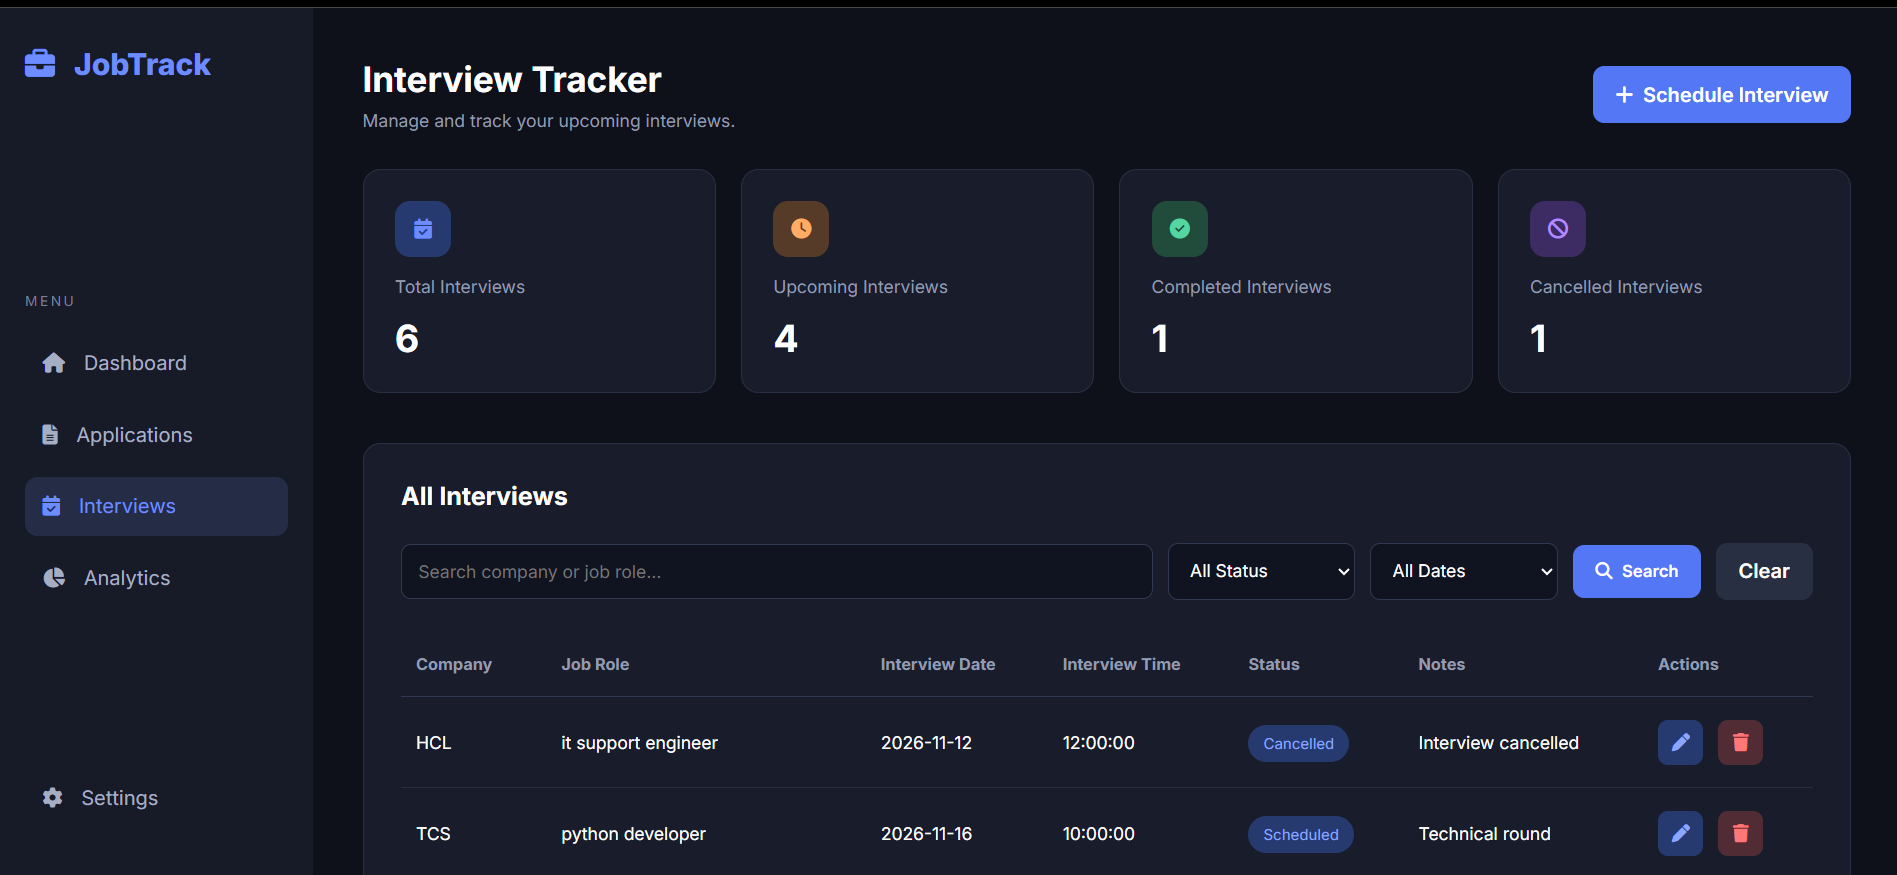 JobTrack
MENU
Dashboard
Applications
Interviews
Analytics
Settings
Interview Tracker
Manage and track your upcoming interviews.
Schedule Interview
Total Interviews
6
Upcoming Interviews
4
Completed Interviews
1
Cancelled Interviews
1
All Interviews
Search company or job role... All Status All Dates Search Clear
Company Job Role Interview Date Interview Time Status Notes Actions
HCL it support engineer 2026-11-12 12:00:00 Cancelled Interview cancelled
TCS python developer 2026-11-16 10:00:00 Scheduled Technical round